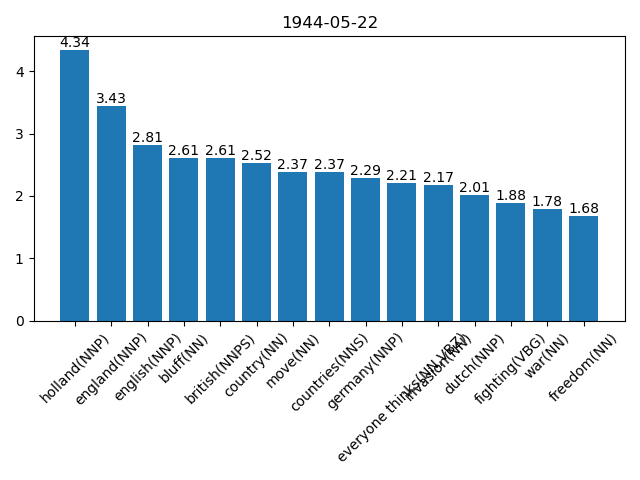 1944-05-22
4.34
3.43
2.81
2.61
2.61
2.52
2.37
2.37
2.29
2.21
2.17
2.01
1.88
1.78
1.68
4
3
2
1
0
holland(NNP)
england(NNP)
english(NNP)
bluff(NN)
british(NNPS)
country(NN)
move(NN)
countries(NNS)
germany(NNP)
everyone thinks(NN VBZ)
invasion(NN)
dutch(NNP)
fighting(VBG)
war(NN)
freedom(NN)